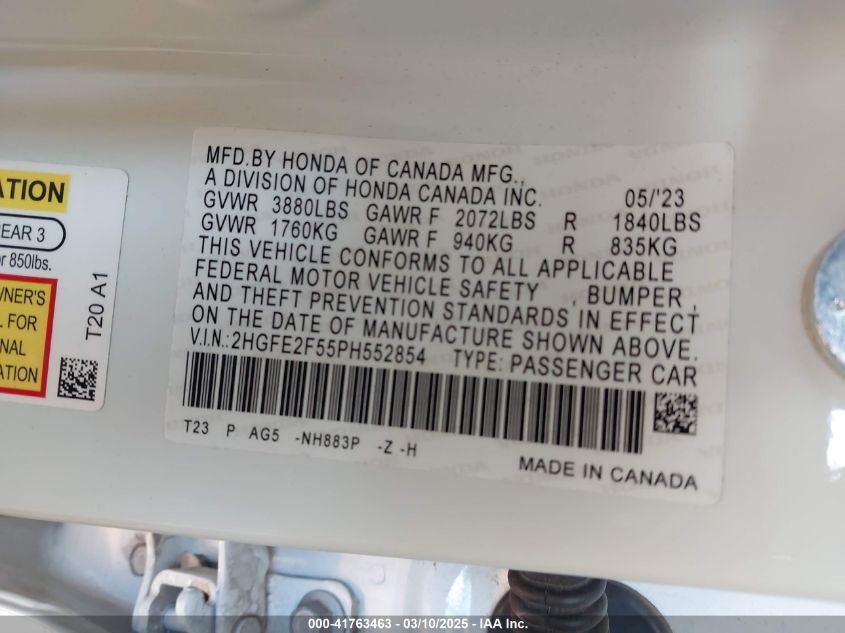 ATION
EAR 3
r 850lbs.
WNER'S
L FOR
NAL
ATION
T20 A1
MFD.BY HONDA OF CANADA MFG.,
A DIVISION OF HONDA CANADA INC. 05/'23
GVWR 3880LBS GAWR F 2072LBS R 1840LBS
GVWR 1760KG GAWR F 940KG R 835KG
THIS VEHICLE CONFORMS TO ALL APPLICABLE
FEDERAL MOTOR VEHICLE SAFETY BUMPER ,
AND THEFT PREVENTION STANDARDS IN EFFECT
ON THE DATE OF MANUFACTURE SHOWN ABOVE.
V.I.N.:2HGFE2F55PH552854 TYPE: PASSENGER CAR
T23 P AG5 -NH883P -Z -H
MADE IN CANADA
000-41763463 - 03/10/2025 - IAA Inc.